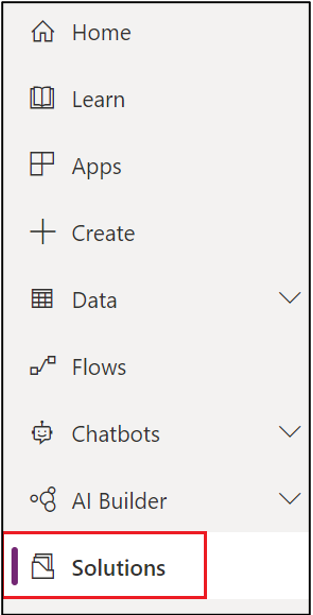 Home
Learn
Apps
Create
Data
Flows
Chatbots
AI Builder
Solutions